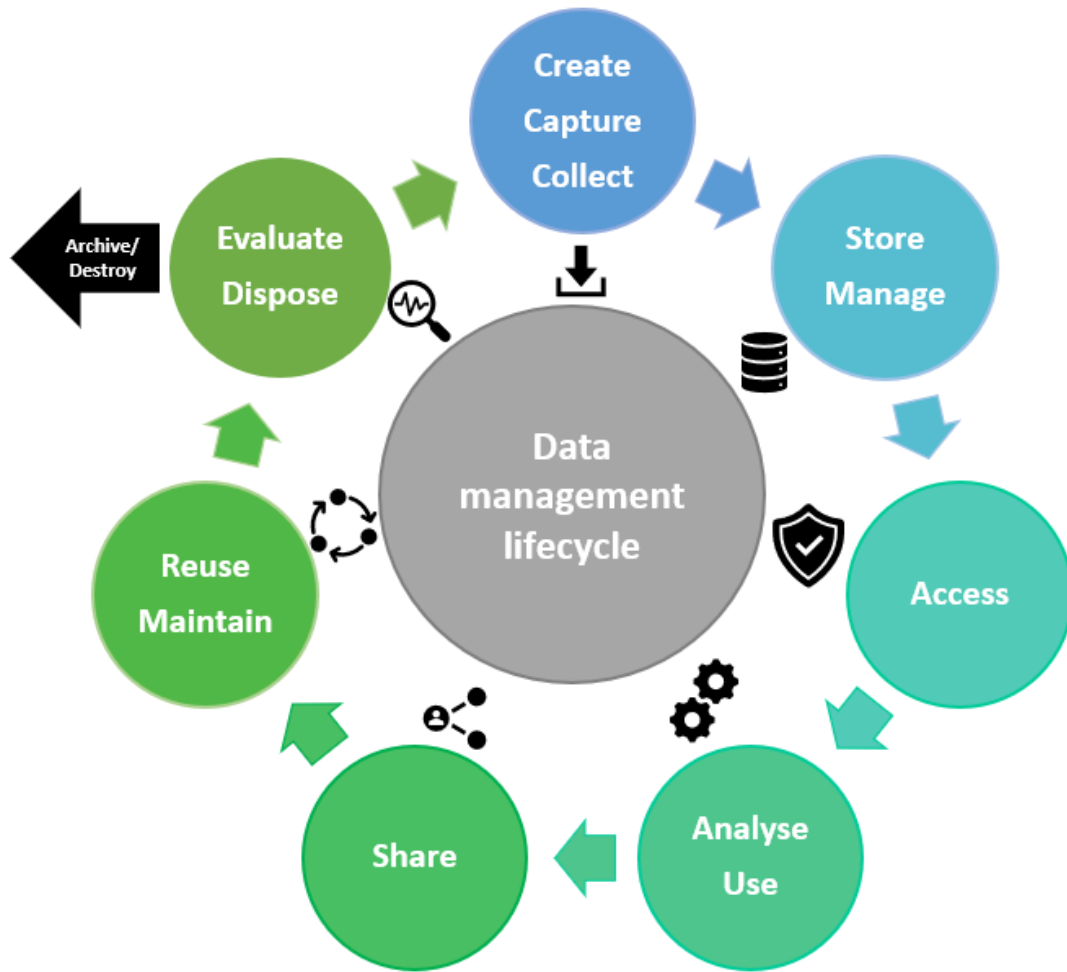 Create
Capture
Collect
Store
Manage
Access
Analyse
Use
Share
Reuse
Maintain
Evaluate
Dispose
Archive/
Destroy
Data
management
lifecycle